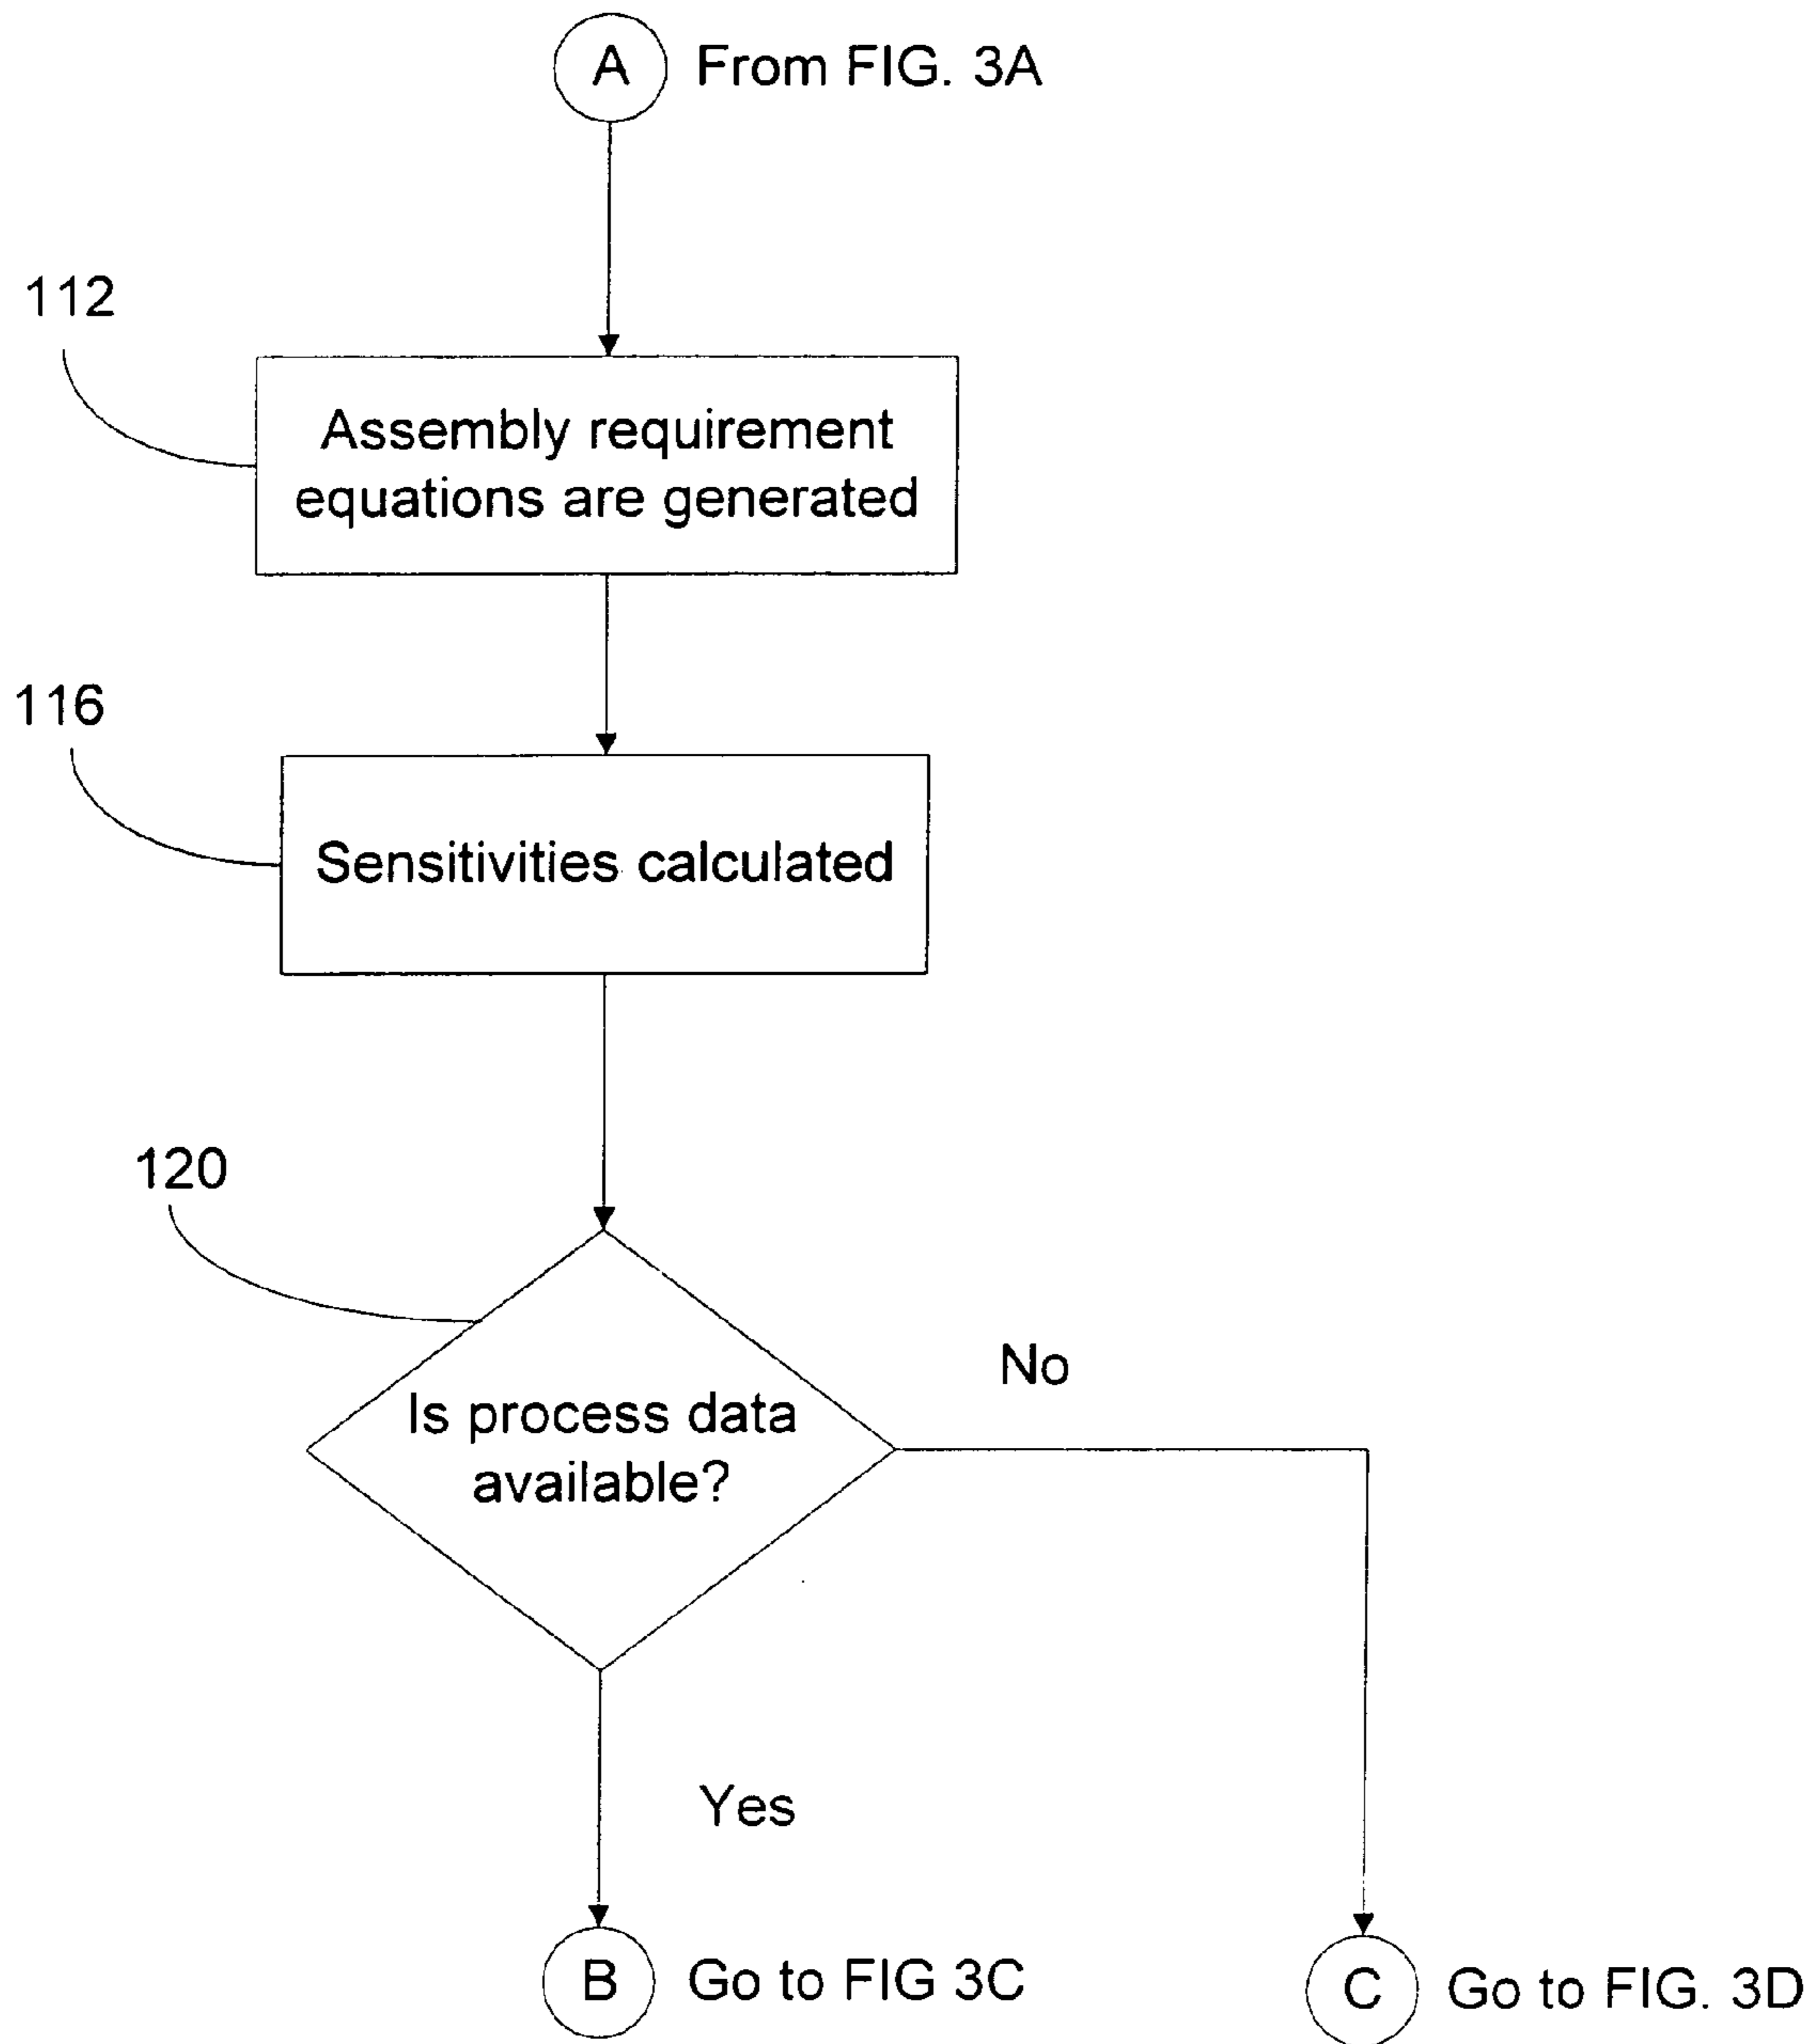 A From FIG. 3A
112
Assembly requirement
equations are generated
116
Sensitivities calculated
120
No
Is process data
available?
Yes
B Go to FIG 3C
C Go to FIG. 3D